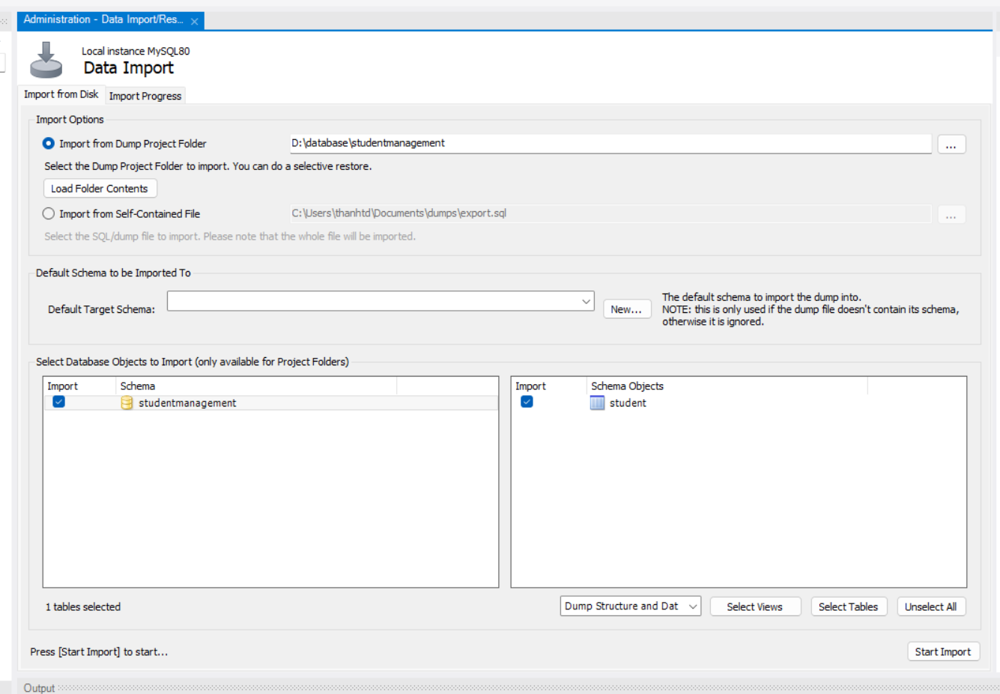 Administration - Data Import/Res...
Local instance MySQL80
Data Import
Import from Disk
Import Progress
Import Options
Import from Dump Project Folder
D:\database\studentmanagement
...
Select the Dump Project Folder to import. You can do a selective restore.
Load Folder Contents
Import from Self-Contained File
C:\Users\thanhtd\Documents\dumps\export.sql
...
Select the SQL/dump file to import. Please note that the whole file will be imported.
Default Schema to be Imported To
Default Target Schema:
New...
The default schema to import the dump into.
NOTE: this is only used if the dump file doesn't contain its schema,
otherwise it is ignored.
Select Database Objects to Import (only available for Project Folders)
Import Schema
studentmanagement
Import Schema Objects
student
1 tables selected
Dump Structure and Dat
Select Views
Select Tables
Unselect All
Press [Start Import] to start...
Start Import
Output